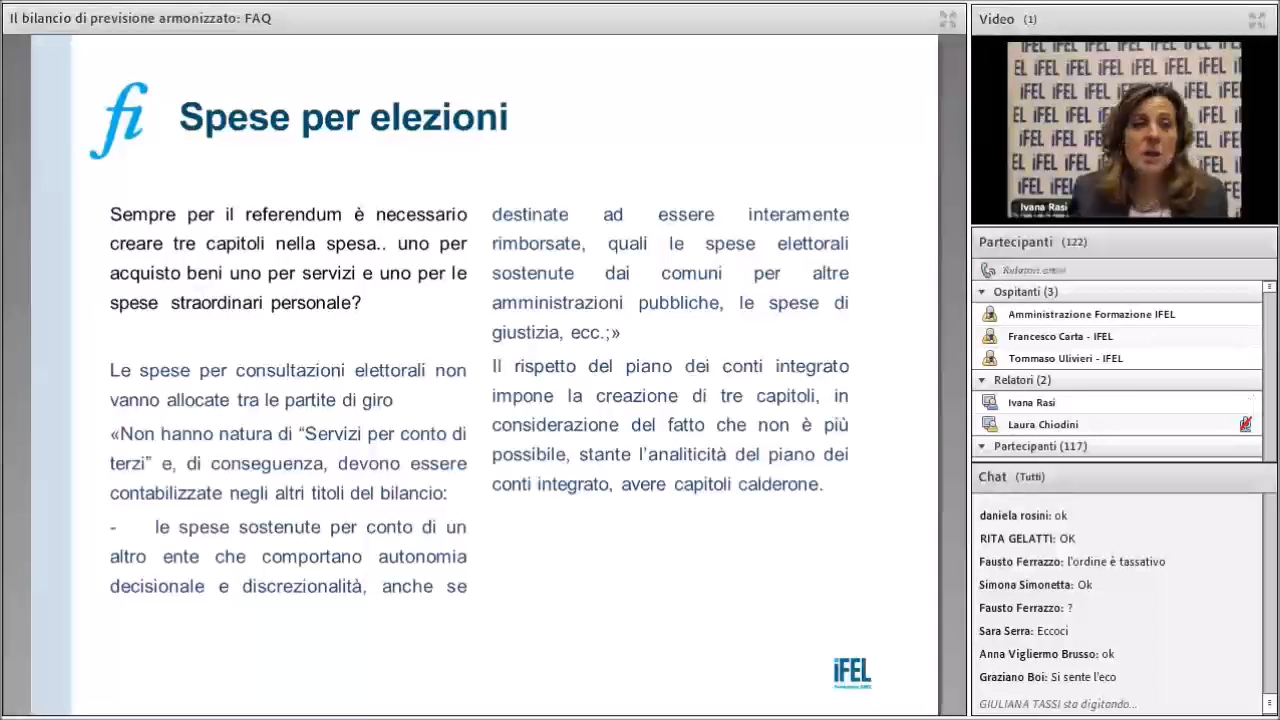 Il bilancio di previsione armonizzato: FAQ
fi Spese per elezioni
Sempre per il referendum è necessario
creare tre capitoli nella spesa.. uno per
acquisto beni uno per servizi e uno per le
spese straordinari personale?
Le spese per consultazioni elettorali non
vanno allocate tra le partite di giro
«Non hanno natura di “Servizi per conto di
terzi” e, di conseguenza, devono essere
contabilizzate negli altri titoli del bilancio:
- le spese sostenute per conto di un
altro ente che comportano autonomia
decisionale e discrezionalità, anche se
destinate ad essere interamente
rimborsate, quali le spese elettorali
sostenute dai comuni per altre
amministrazioni pubbliche, le spese di
giustizia, ecc.;»
Il rispetto del piano dei conti integrato
impone la creazione di tre capitoli, in
considerazione del fatto che non è più
possibile, stante l’analiticità del piano dei
conti integrato, avere capitoli calderone.
iFEL
Video (1)
iFEL
Ivana Rasi
Partecipanti (122)
Relatori attivi
Ospitanti (3)
Amministrazione Formazione IFEL
Francesco Carta - IFEL
Tommaso Ulivieri - IFEL
Relatori (2)
Ivana Rasi
Laura Chiodini
Partecipanti (117)
Chat (Tutti)
daniela rosini: ok
RITA GELATTI: OK
Fausto Ferrazzo: l'ordine è tassativo
Simona Simonetta: Ok
Fausto Ferrazzo: ?
Sara Serra: Eccoci
Anna Vigliermo Brusso: ok
Graziano Boi: Si sente l'eco
GIULIANA TASSI sta digitando...